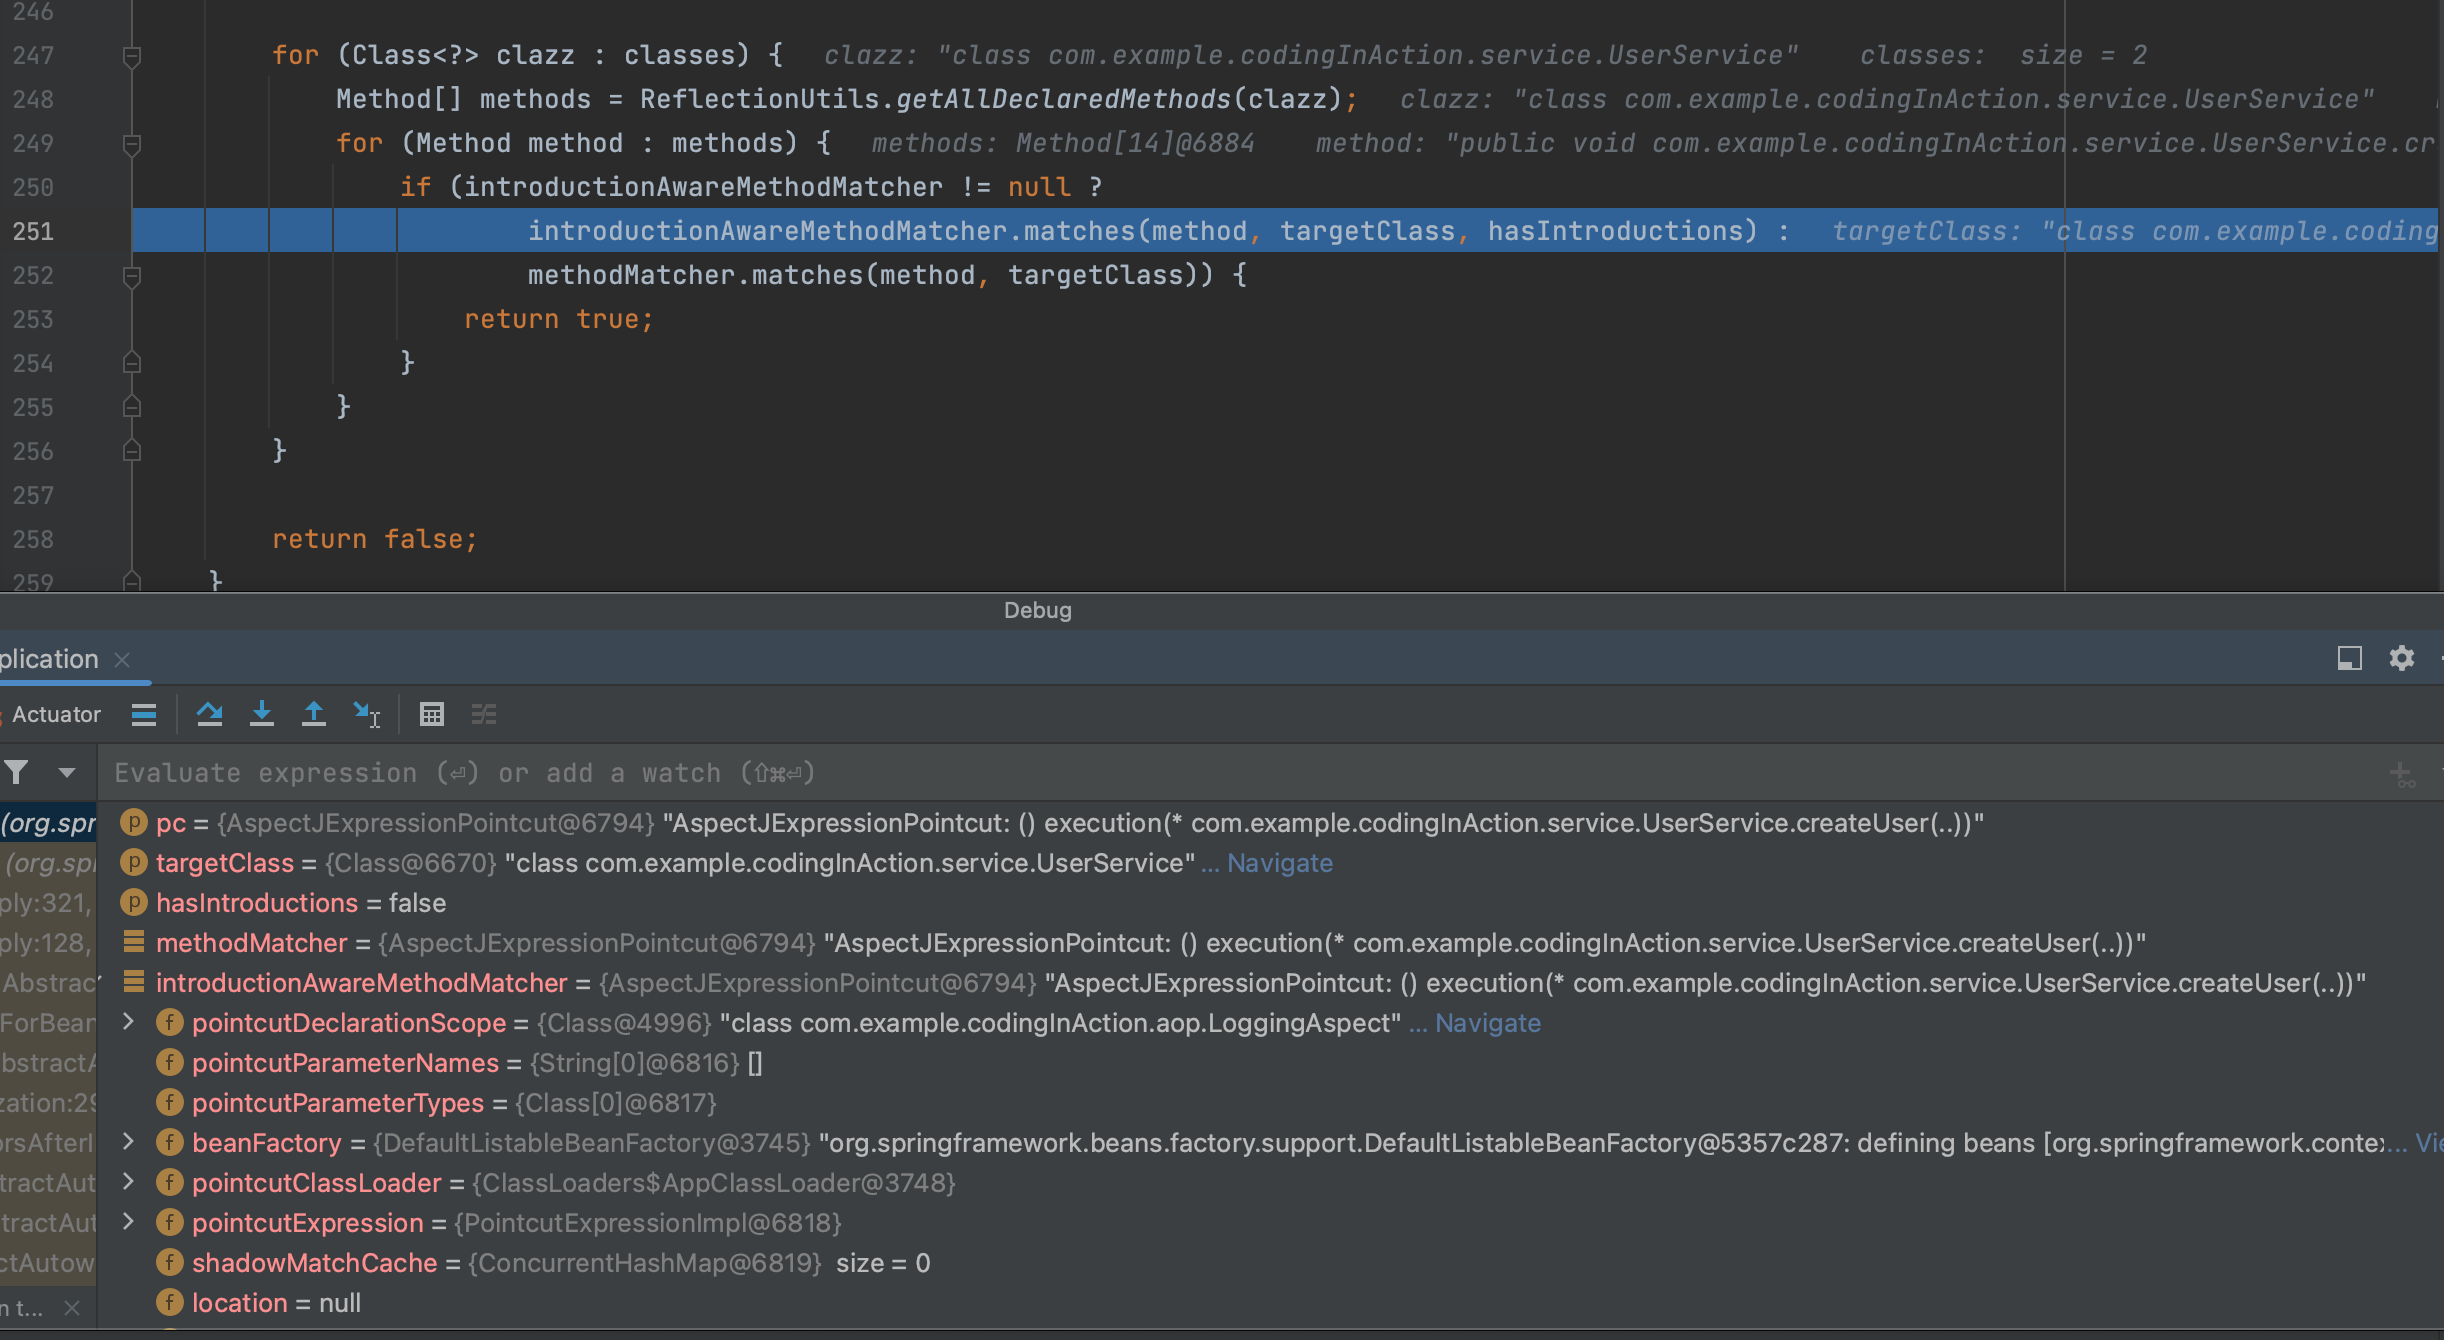 246
247 for (Class<?> clazz : classes) { clazz: "class com.example.codingInAction.service.UserService" classes: size = 2
248 Method[] methods = ReflectionUtils.getAllDeclaredMethods(clazz); clazz: "class com.example.codingInAction.service.UserService"
249 for (Method method : methods) { methods: Method[14]@6884 method: "public void com.example.codingInAction.service.UserService.cr
250 if (introductionAwareMethodMatcher != null ?
251 introductionAwareMethodMatcher.matches(method, targetClass, hasIntroductions) : targetClass: "class com.example.coding
252 methodMatcher.matches(method, targetClass)) {
253 return true;
254 }
255 }
256 }
257
258 return false;
259 }
Debug
plication
Actuator
Evaluate expression (⏎) or add a watch (⇧⌘⏎)
(org.spr
pc = {AspectJExpressionPointcut@6794} "AspectJExpressionPointcut: () execution(* com.example.codingInAction.service.UserService.createUser(..))"
(org.spr
targetClass = {Class@6670} "class com.example.codingInAction.service.UserService" ... Navigate
ply:321,
hasIntroductions = false
ply:128,
methodMatcher = {AspectJExpressionPointcut@6794} "AspectJExpressionPointcut: () execution(* com.example.codingInAction.service.UserService.createUser(..))"
Abstrac
introductionAwareMethodMatcher = {AspectJExpressionPointcut@6794} "AspectJExpressionPointcut: () execution(* com.example.codingInAction.service.UserService.createUser(..))"
ForBean
pointcutDeclarationScope = {Class@4996} "class com.example.codingInAction.aop.LoggingAspect" ... Navigate
bstractA
pointcutParameterNames = {String[0]@6816} []
zation:29
pointcutParameterTypes = {Class[0]@6817}
orsAfterI
beanFactory = {DefaultListableBeanFactory@3745} "org.springframework.beans.factory.support.DefaultListableBeanFactory@5357c287: defining beans [org.springframework.conte... Vie
tractAut
pointcutClassLoader = {ClassLoaders$AppClassLoader@3748}
tractAut
pointcutExpression = {PointcutExpressionImpl@6818}
ctAutow
shadowMatchCache = {ConcurrentHashMap@6819} size = 0
n t...
location = null